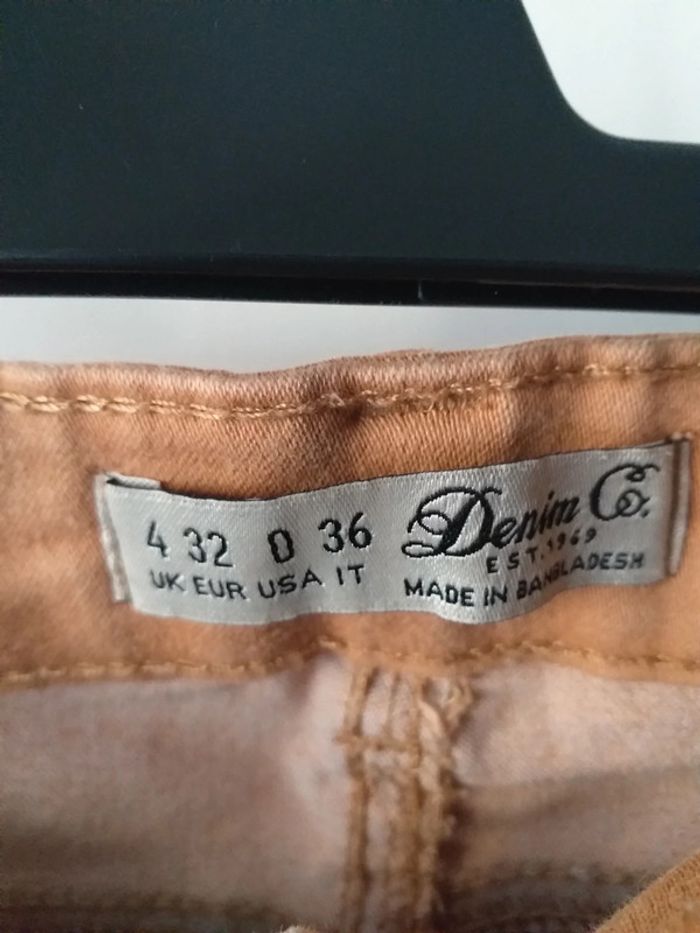 4 32 0 36
UK EUR USA IT
Denim Co.
EST.1969
MADE IN BANGLADESH